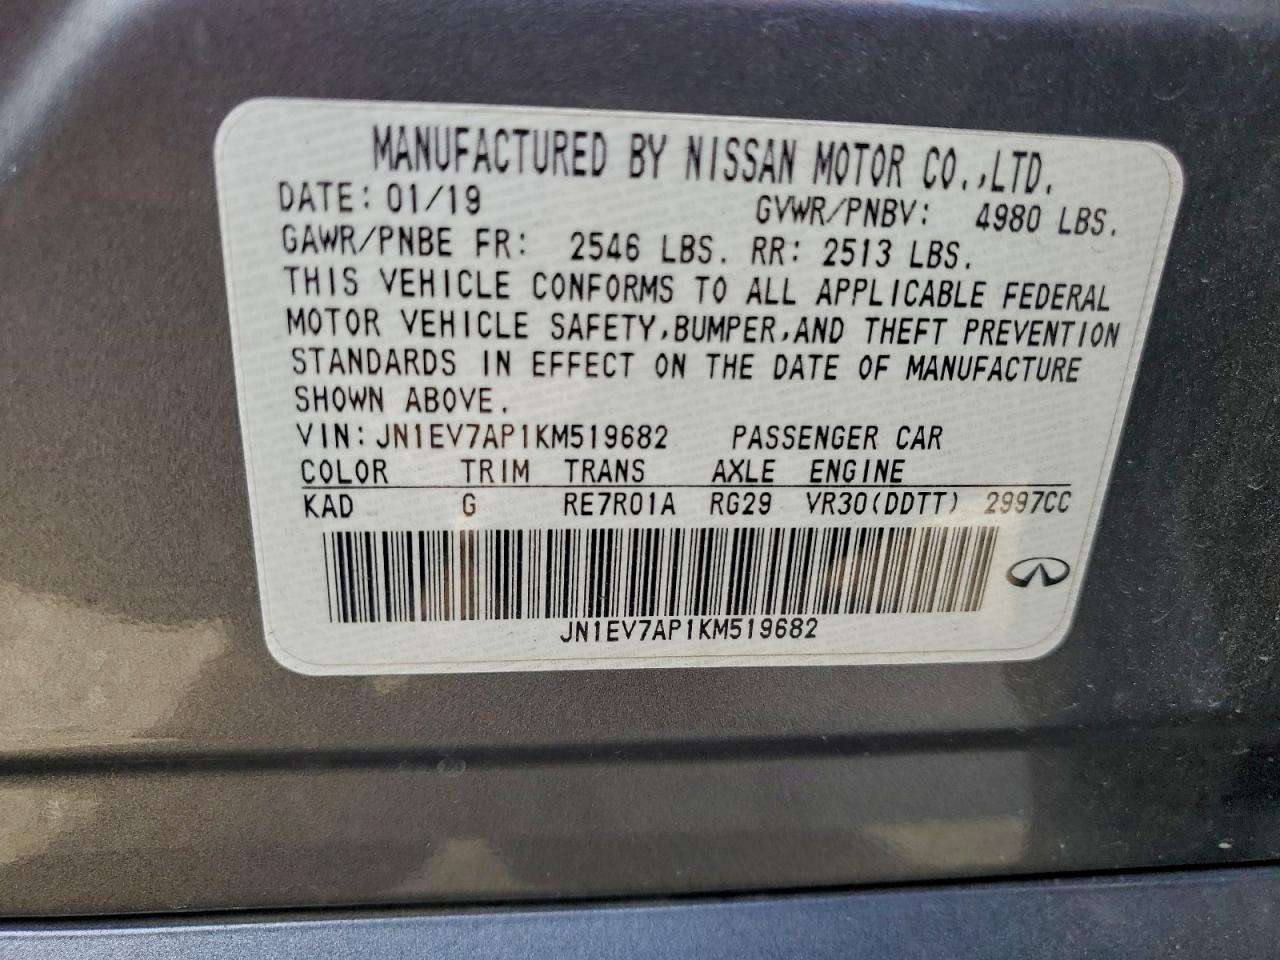 MANUFACTURED BY NISSAN MOTOR CO.,LTD.
DATE: 01/19 GVWR/PNBV: 4980 LBS.
GAWR/PNBE FR: 2546 LBS. RR: 2513 LBS.
THIS VEHICLE CONFORMS TO ALL APPLICABLE FEDERAL
MOTOR VEHICLE SAFETY,BUMPER,AND THEFT PREVENTION
STANDARDS IN EFFECT ON THE DATE OF MANUFACTURE
SHOWN ABOVE.
VIN: JN1EV7AP1KM519682 PASSENGER CAR
COLOR TRIM TRANS AXLE ENGINE
KAD G RE7R01A RG29 VR30(DDTT) 2997CC
JN1EV7AP1KM519682